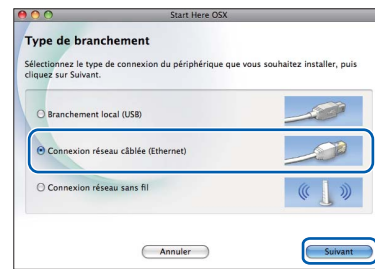 Start Here OSX
Type de branchement
Sélectionnez le type de connexion du périphérique que vous souhaitez installer, puis
cliquez sur Suivant.
Branchement local (USB)
Connexion réseau câblée (Ethernet)
Connexion réseau sans fil
Annuler
Suivant